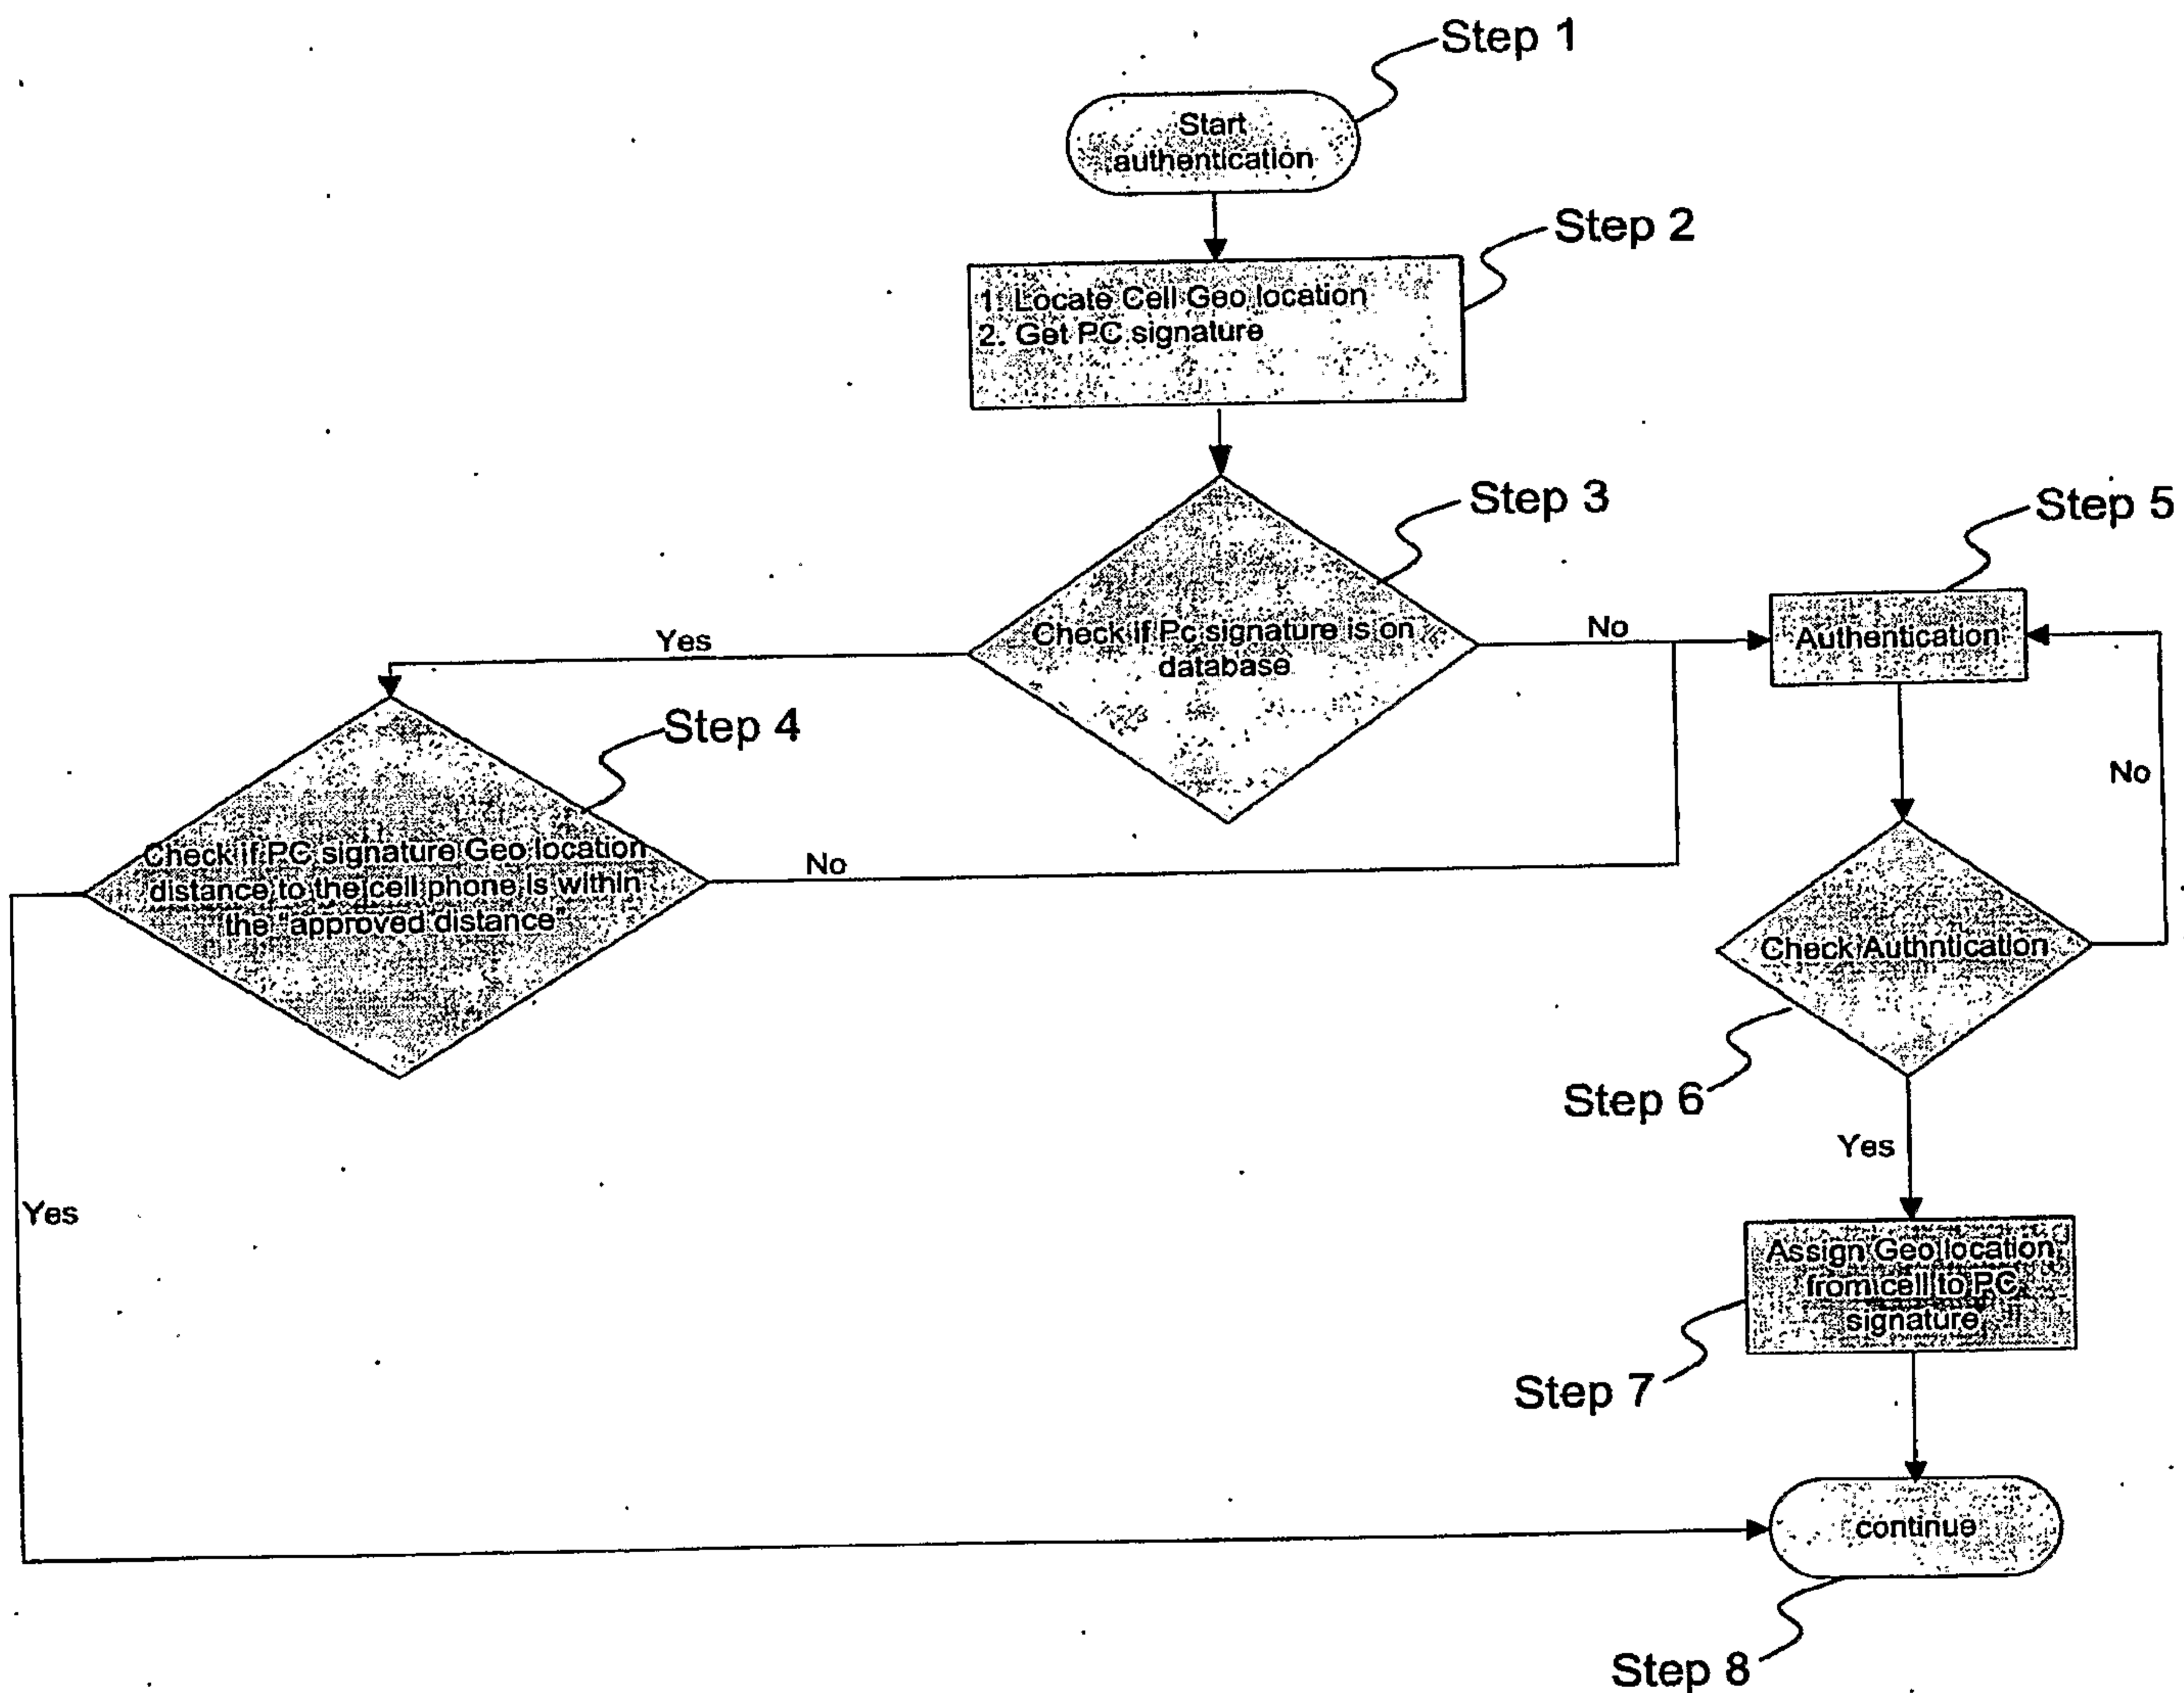 Step 1
Start
authentication
Step 2
1. Locate Cell Geo location
2. Get PC signature
Step 3
Check if Pc signature is on
database
Yes
No
Step 5
Authentication
Step 4
Check if PC signature Geo location
distance to the cell phone is within
the "approved distance"
No
No
Check Authntication
Step 6
Yes
Yes
Assign Geo location
from cell to PC
signature
Step 7
continue
Step 8